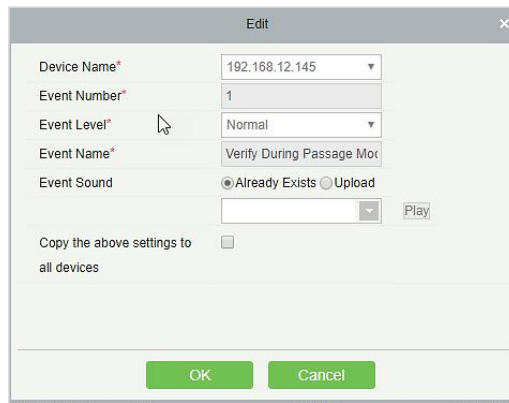 Edit
×
Device Name* 192.168.12.145
Event Number* 1
Event Level* Normal
Event Name* Verify During Passage Mod
Event Sound Already Exists Upload
Play
Copy the above settings to
all devices
OK Cancel